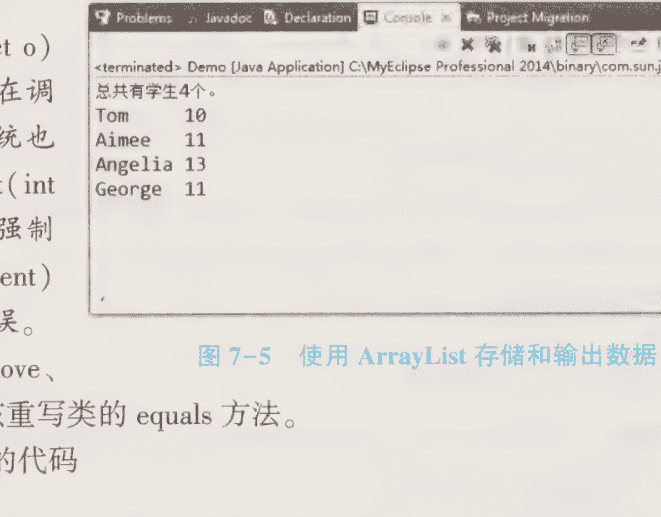 Problems Javadoc Declaration Console Project Migration
<terminated> Demo [Java Application] C:\MyEclipse Professional 2014\binary\com.sun.j
总共有学生4个。
Tom 10
Aimee 11
Angelia 13
George 11
et o)
在调
统也
(int
强制
ent)
误。
图 7-5 使用 ArrayList 存储和输出数据
ove、
重写类的 equals 方法。
的代码